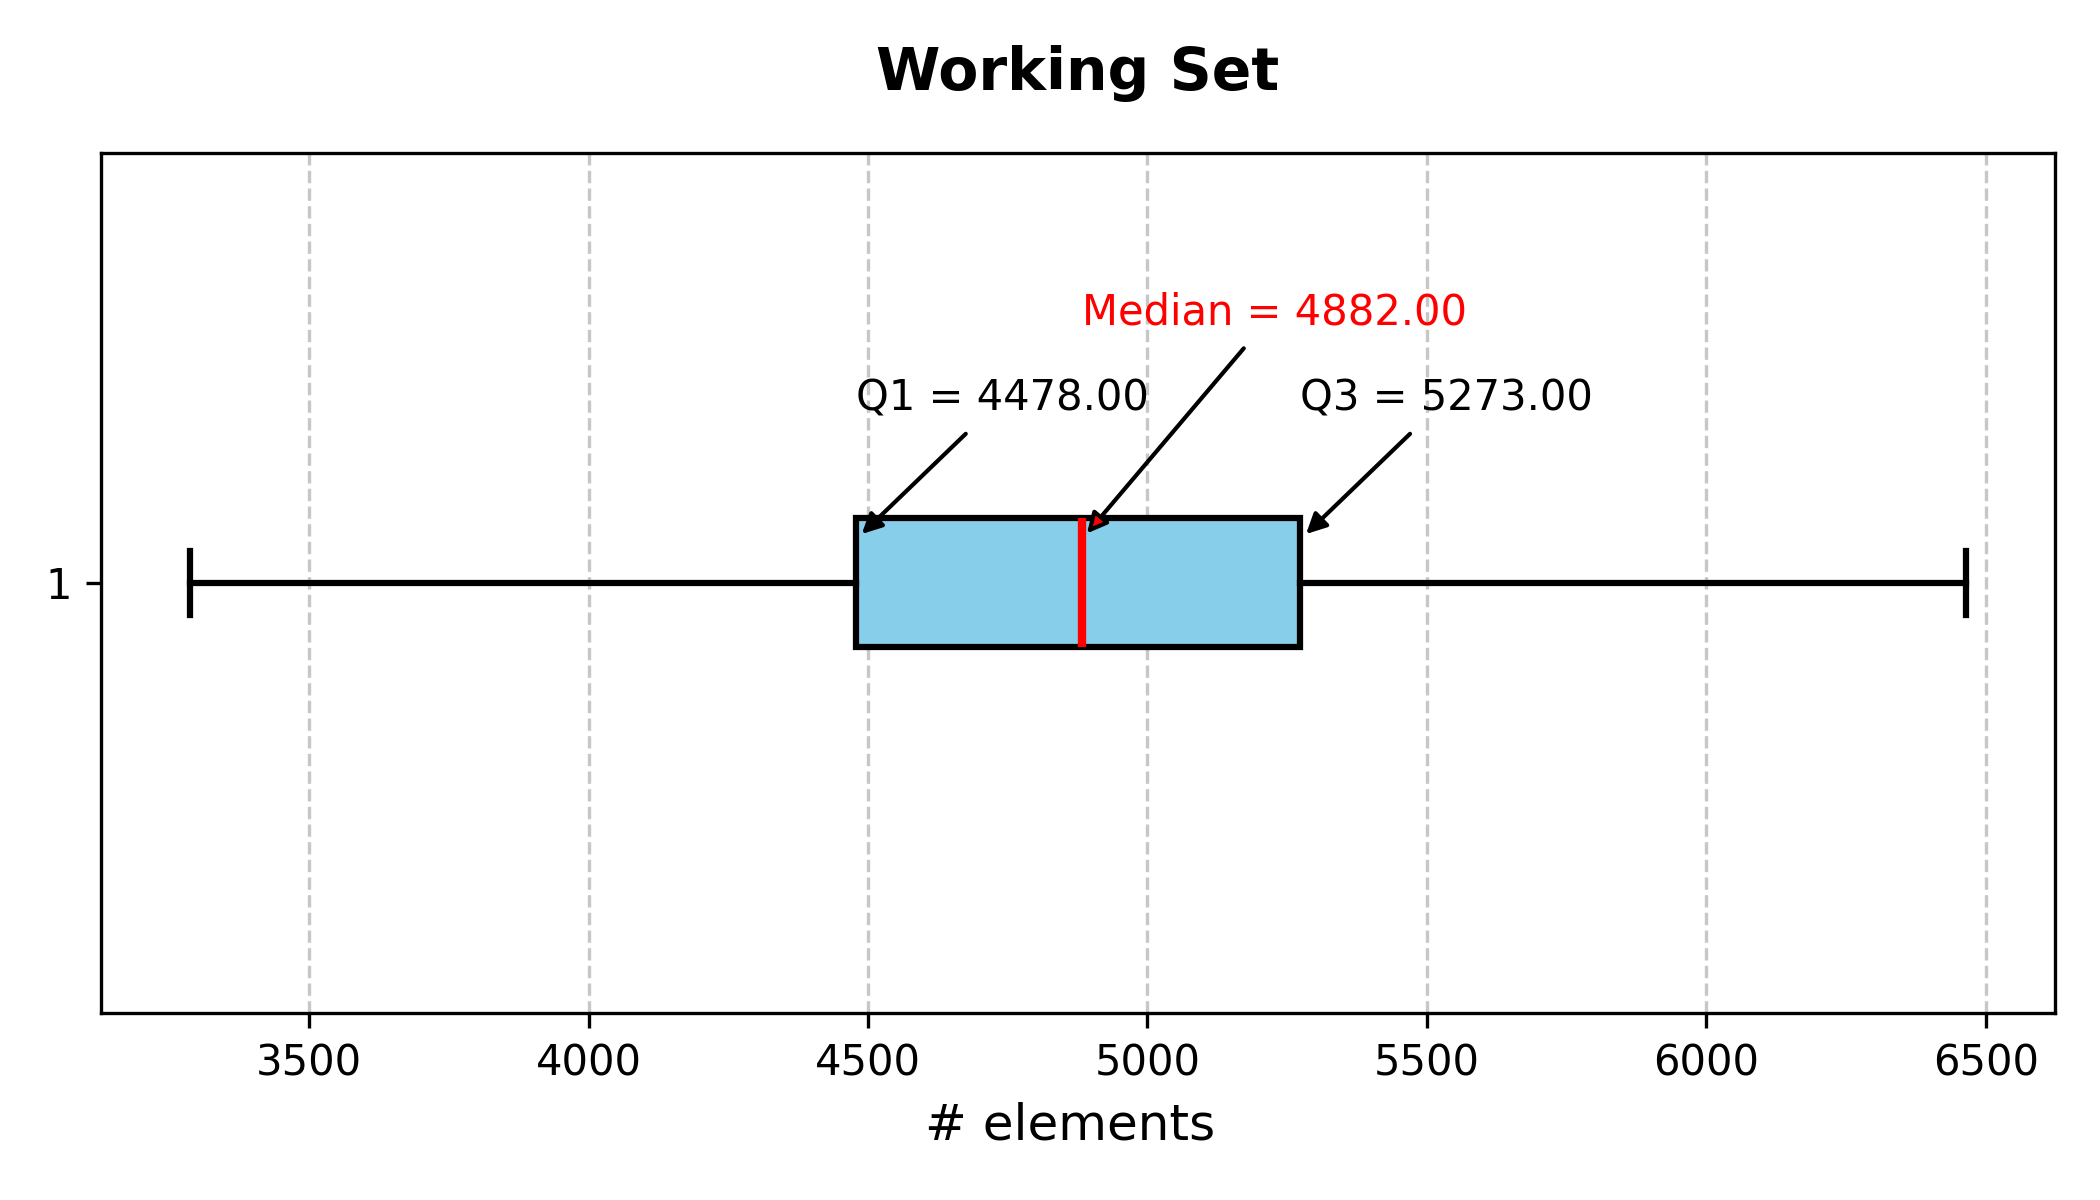 Working Set
Median = 4882.00
Q1 = 4478.00
Q3 = 5273.00
1
3500
4000
4500
5000
5500
6000
6500
# elements